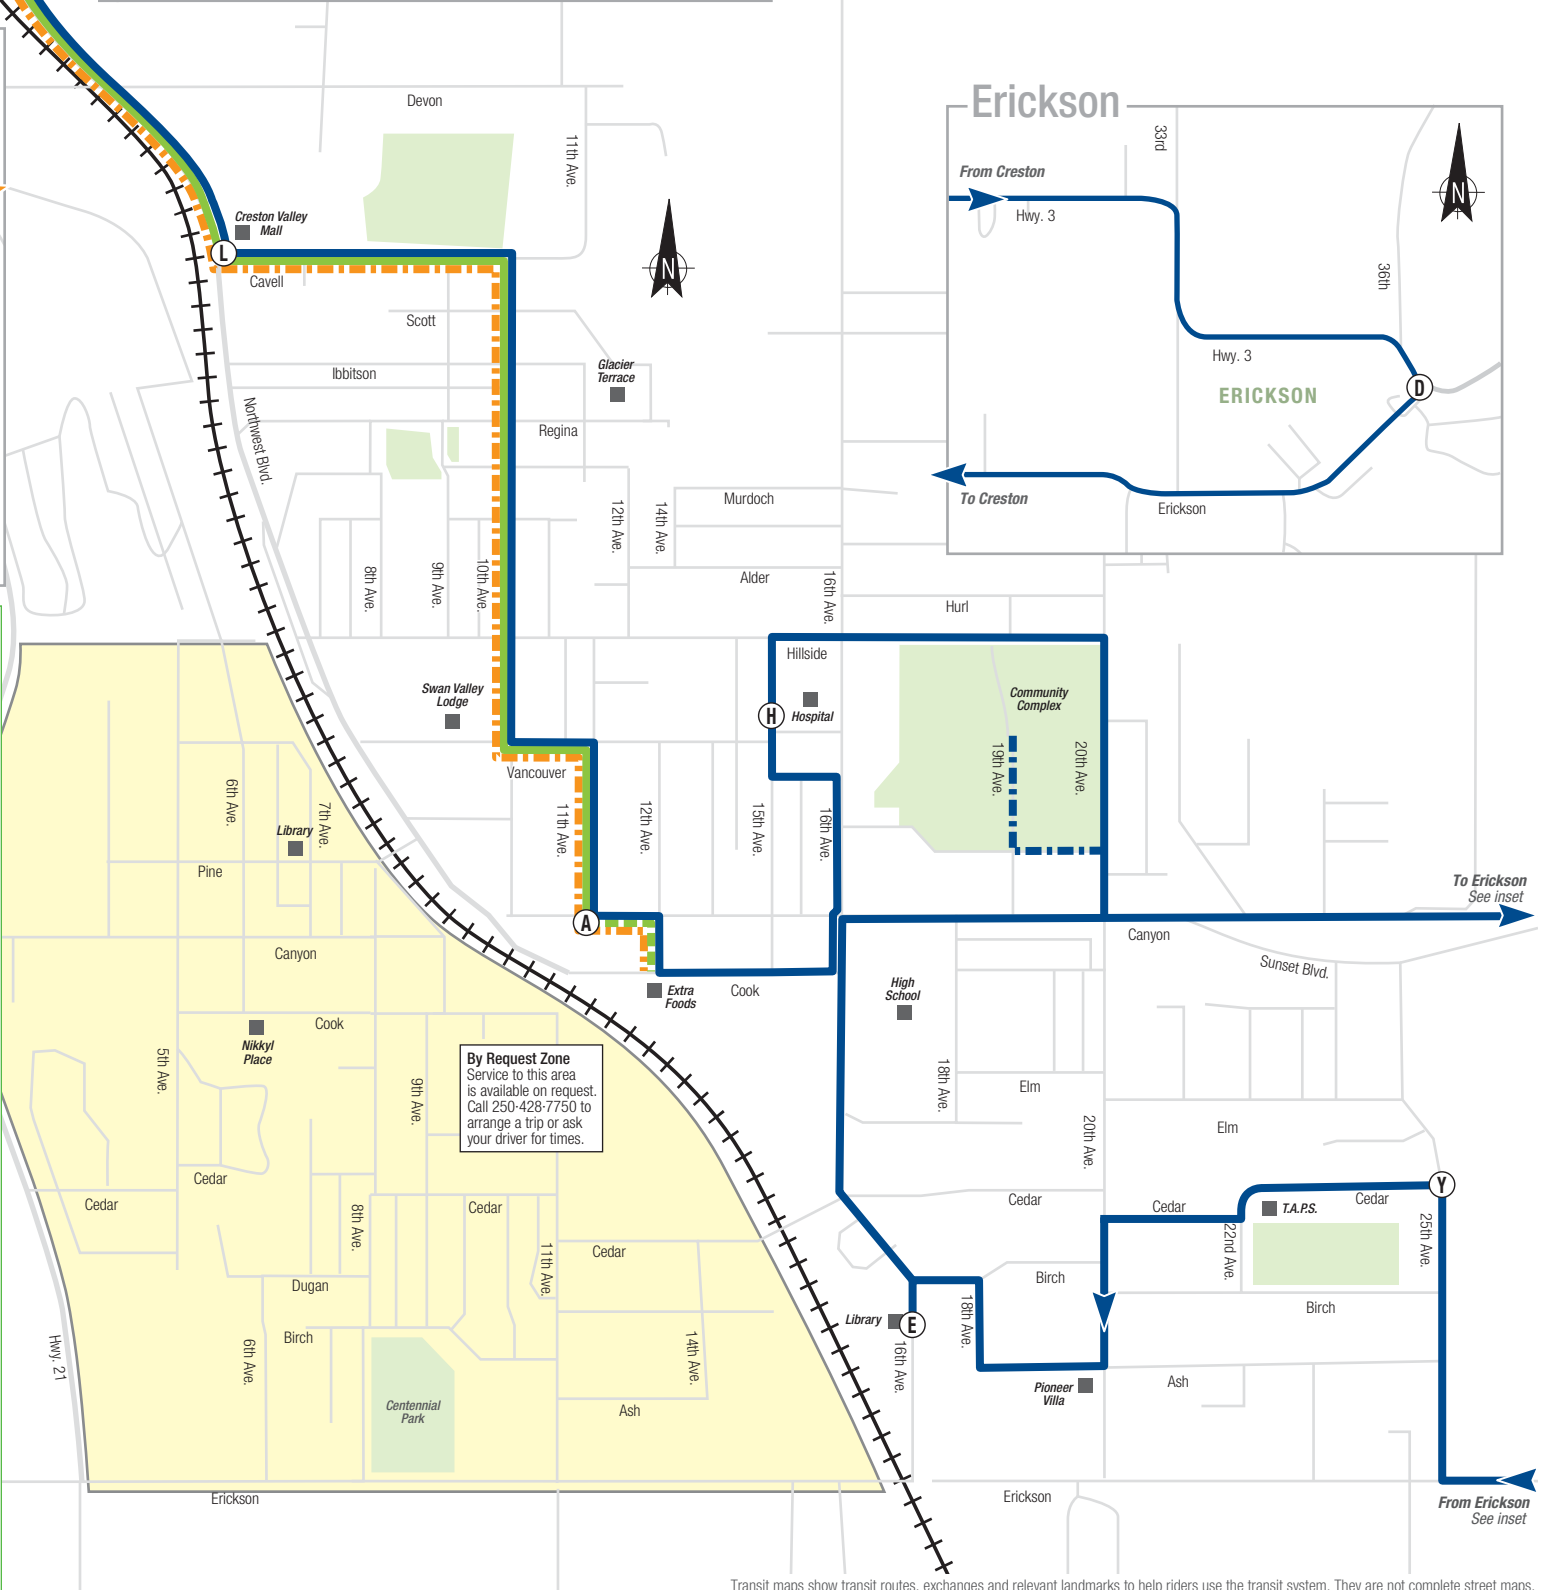 Devon
11th Ave.
Erickson
33rd
From Creston
Hwy. 3
36th
Hwy. 3
ERICKSON
D
To Creston
Erickson
N
N
Creston Valley
Mall
L
Cavell
Scott
Ibbitson
Glacier
Terrace
Northwest Blvd.
Regina
Murdoch
12th Ave.
14th Ave.
8th Ave.
9th Ave.
10th Ave.
Alder
16th Ave.
Hurl
Hillside
Swan Valley
Lodge
H
Hospital
Community
Complex
19th Ave.
20th Ave.
Vancouver
6th Ave.
7th Ave.
Library
11th Ave.
12th Ave.
15th Ave.
16th Ave.
Pine
To Erickson
See inset
A
Canyon
Canyon
Sunset Blvd.
Extra
Foods
Cook
High
School
Cook
Nikkyl
Place
5th Ave.
By Request Zone
Service to this area
is available on request.
Call 250·428·7750 to
arrange a trip or ask
your driver for times.
9th Ave.
18th Ave.
Elm
20th Ave.
Elm
Cedar
Cedar
Cedar
8th Ave.
11th Ave.
Cedar
Cedar
Cedar
Cedar
Y
T.A.P.S.
22nd Ave.
25th Ave.
Dugan
Birch
Birch
Birch
Library
E
18th Ave.
16th Ave.
Hwy. 21
6th Ave.
14th Ave.
Pioneer
Villa
Ash
Centennial
Park
Ash
Erickson
Erickson
From Erickson
See inset
Transit maps show transit routes, exchanges and relevant landmarks to help riders use the transit system. They are not complete street maps.